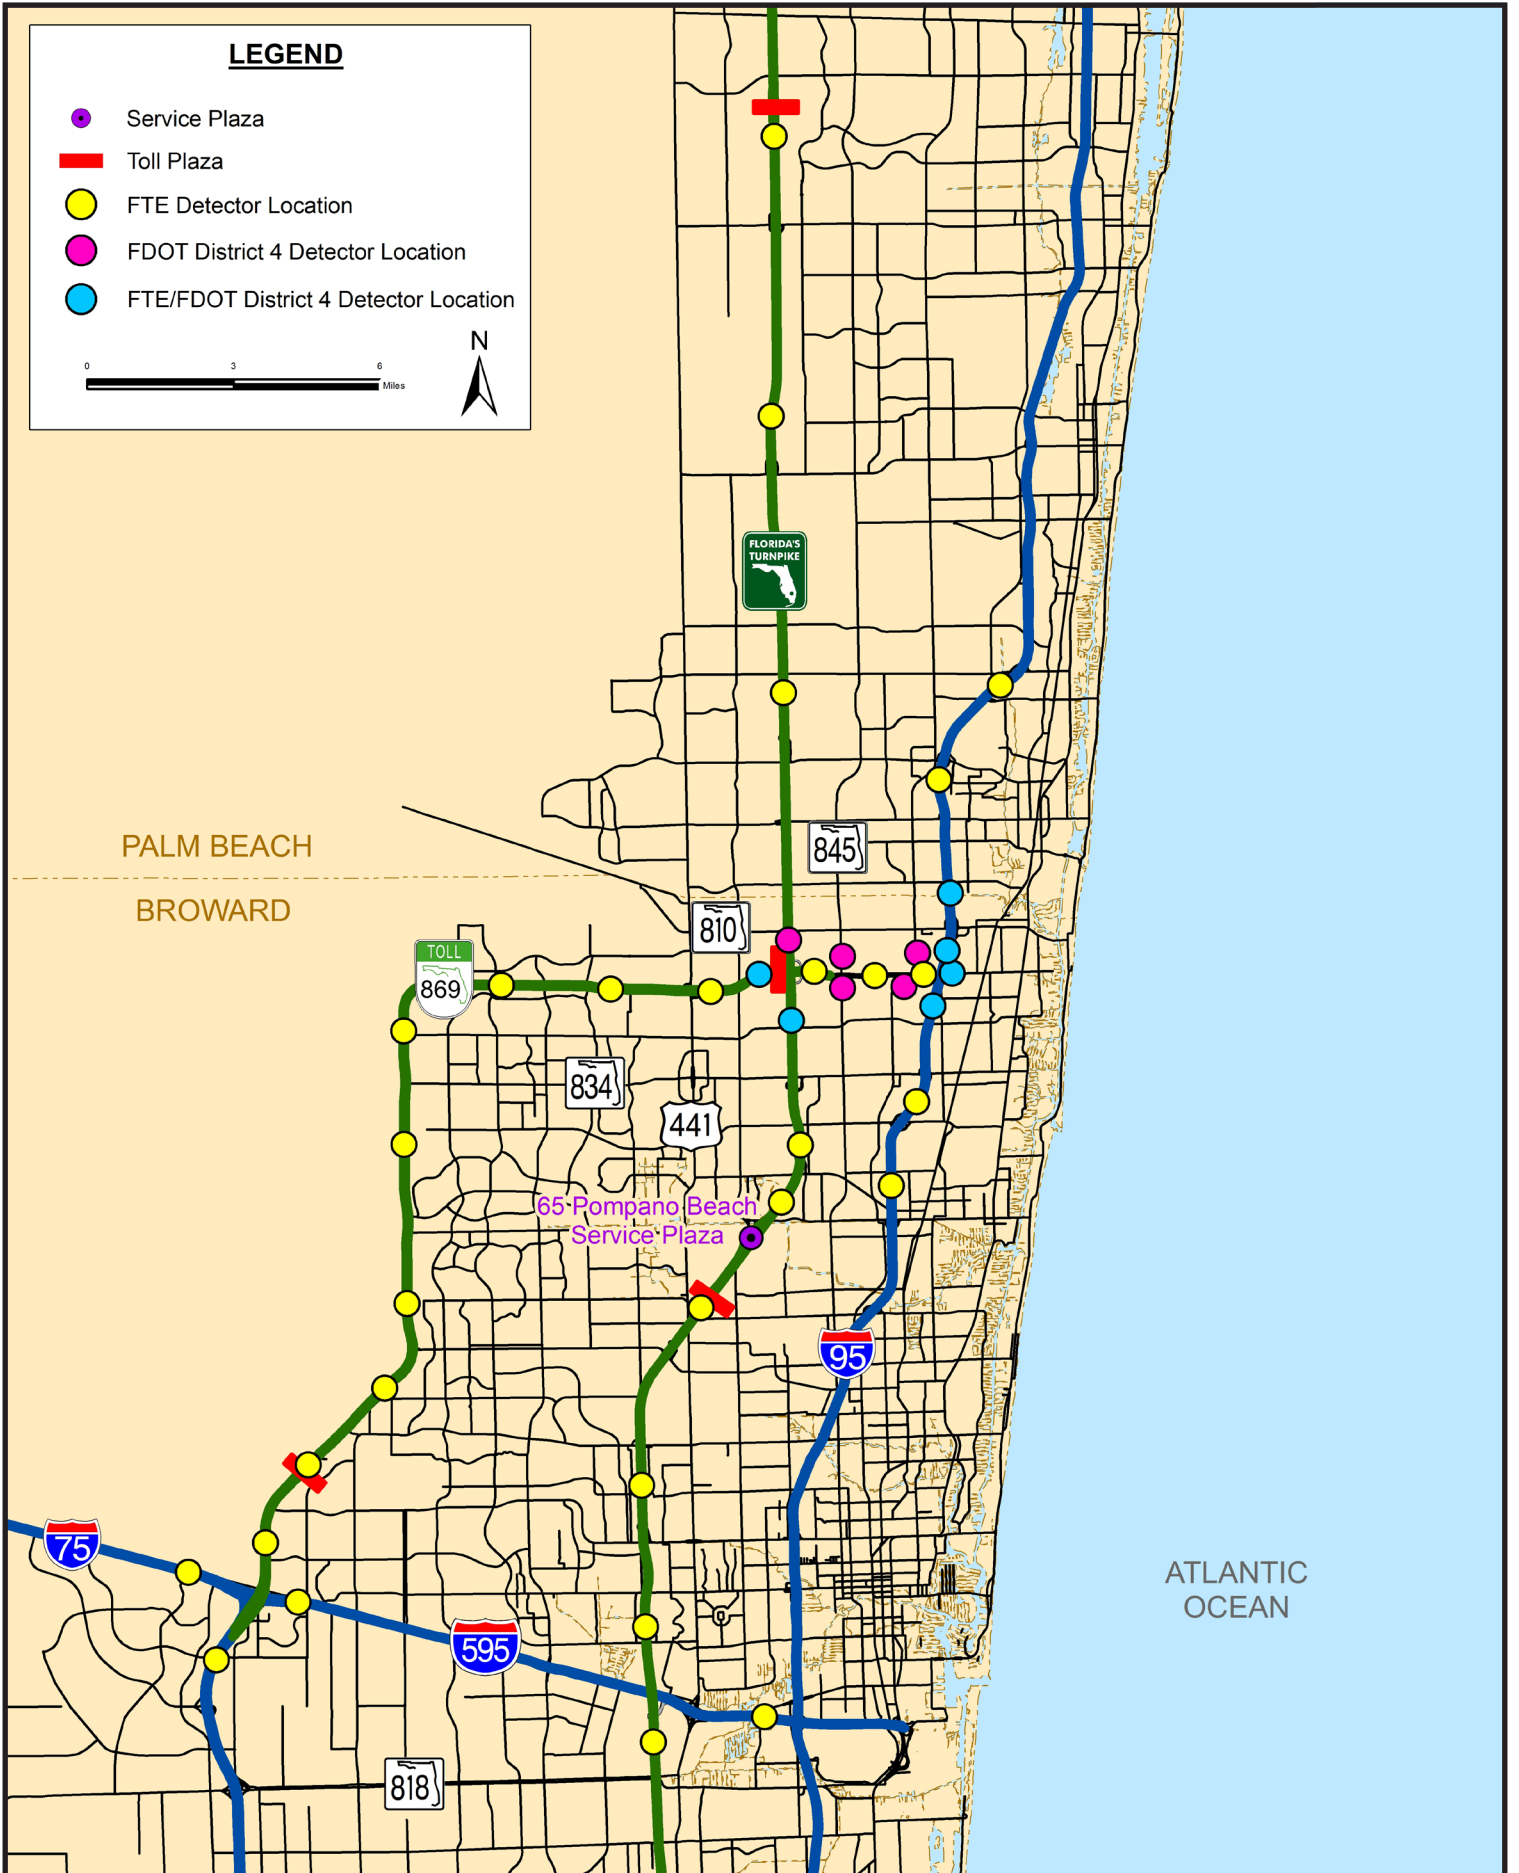 LEGEND
Service Plaza
Toll Plaza
FTE Detector Location
FDOT District 4 Detector Location
FTE/FDOT District 4 Detector Location
N
0 3 6
Miles
FLORIDA'S
TURNPIKE
845
PALM BEACH
BROWARD
810
TOLL
869
834
441
65 Pompano Beach
Service Plaza
95
75
595
ATLANTIC
OCEAN
818